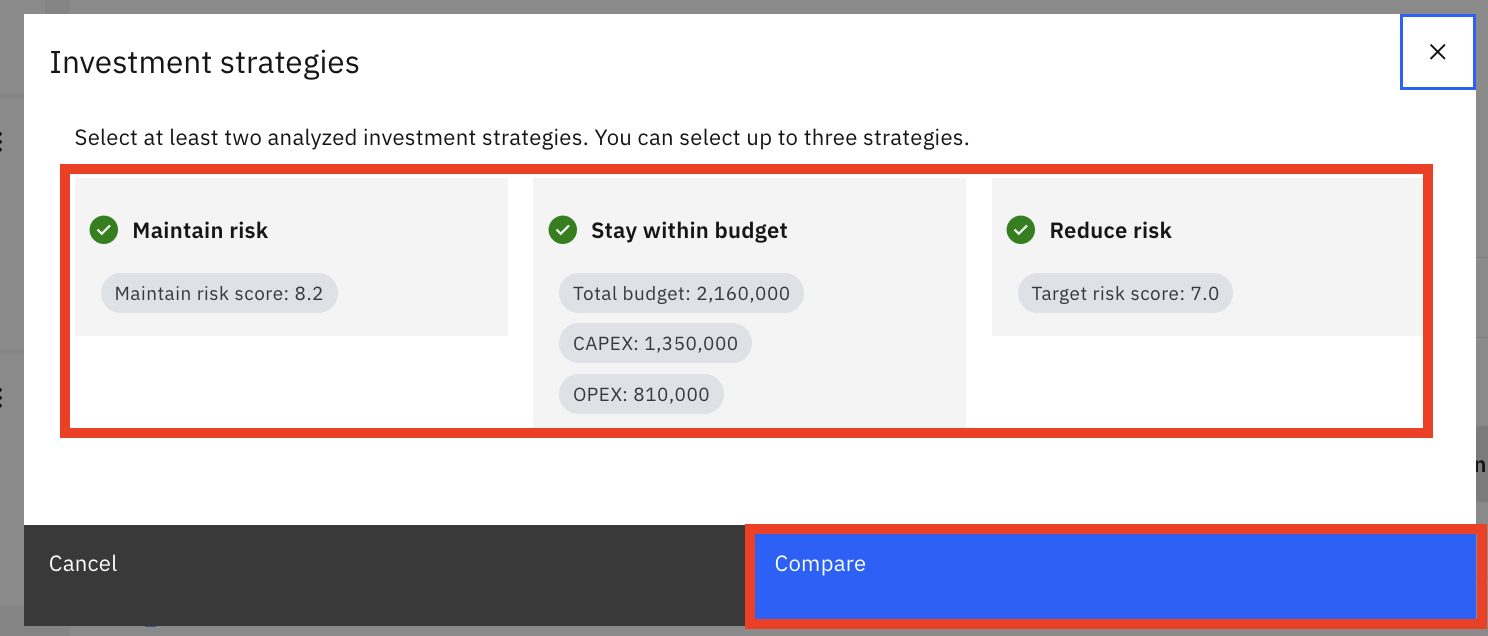 Investment strategies
Select at least two analyzed investment strategies. You can select up to three strategies.
Maintain risk
Maintain risk score: 8.2
Stay within budget
Total budget: 2,160,000
CAPEX: 1,350,000
OPEX: 810,000
Reduce risk
Target risk score: 7.0
Cancel
Compare